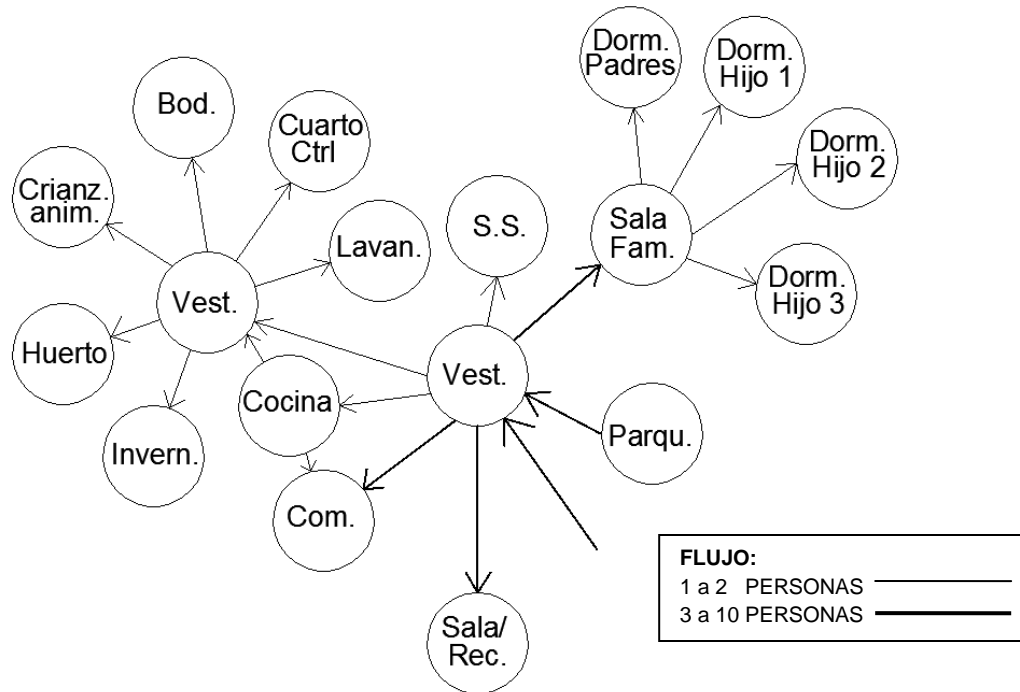 Dorm.
Padres
Dorm.
Hijo 1
Bod.
Cuarto
Ctrl
Dorm.
Hijo 2
Crianz.
anim.
S.S.
Sala
Fam.
Lavan.
Vest.
Dorm.
Hijo 3
Huerto
Vest.
Cocina
Parqu.
Invern.
Com.
Sala/
Rec.
FLUJO:
1 a 2 PERSONAS
3 a 10 PERSONAS